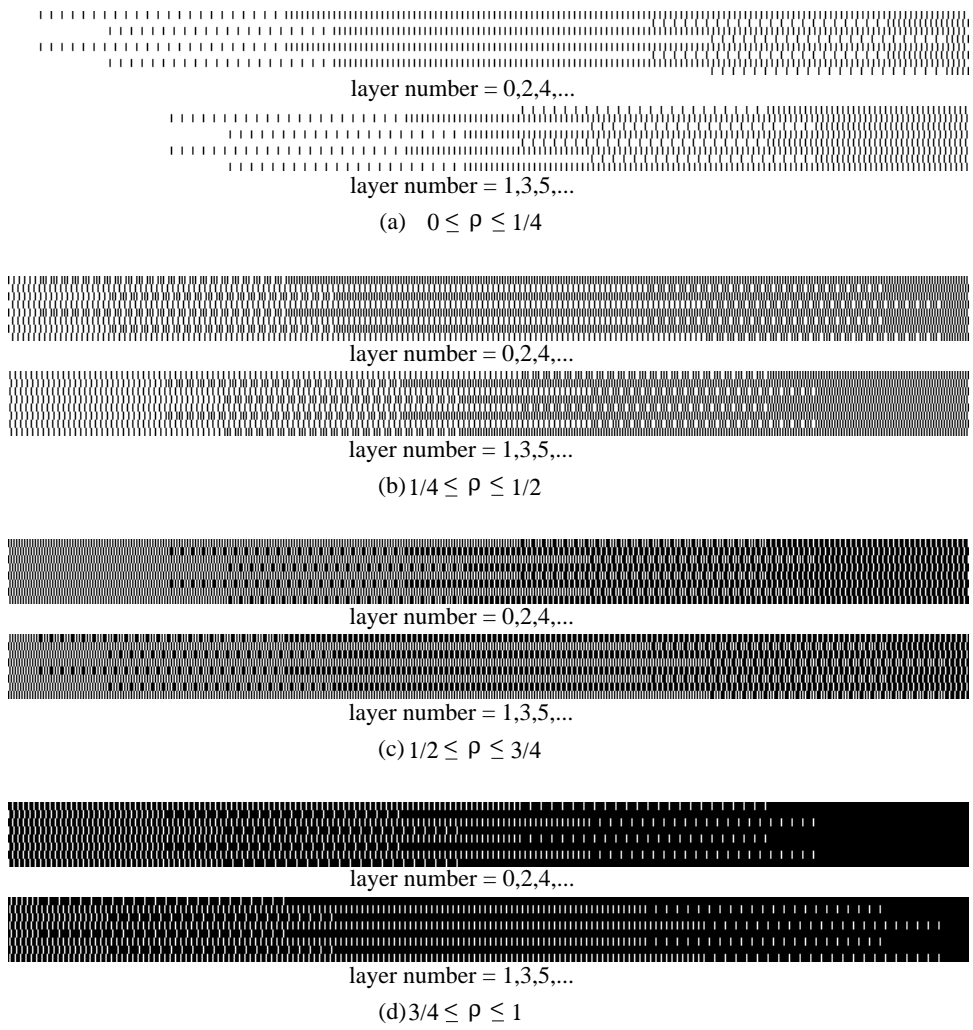 layer number = 0,2,4,...
layer number = 1,3,5,...
(a) 0 ≤ ρ ≤ 1/4
layer number = 0,2,4,...
layer number = 1,3,5,...
(b) 1/4 ≤ ρ ≤ 1/2
layer number = 0,2,4,...
layer number = 1,3,5,...
(c) 1/2 ≤ ρ ≤ 3/4
layer number = 0,2,4,...
layer number = 1,3,5,...
(d) 3/4 ≤ ρ ≤ 1